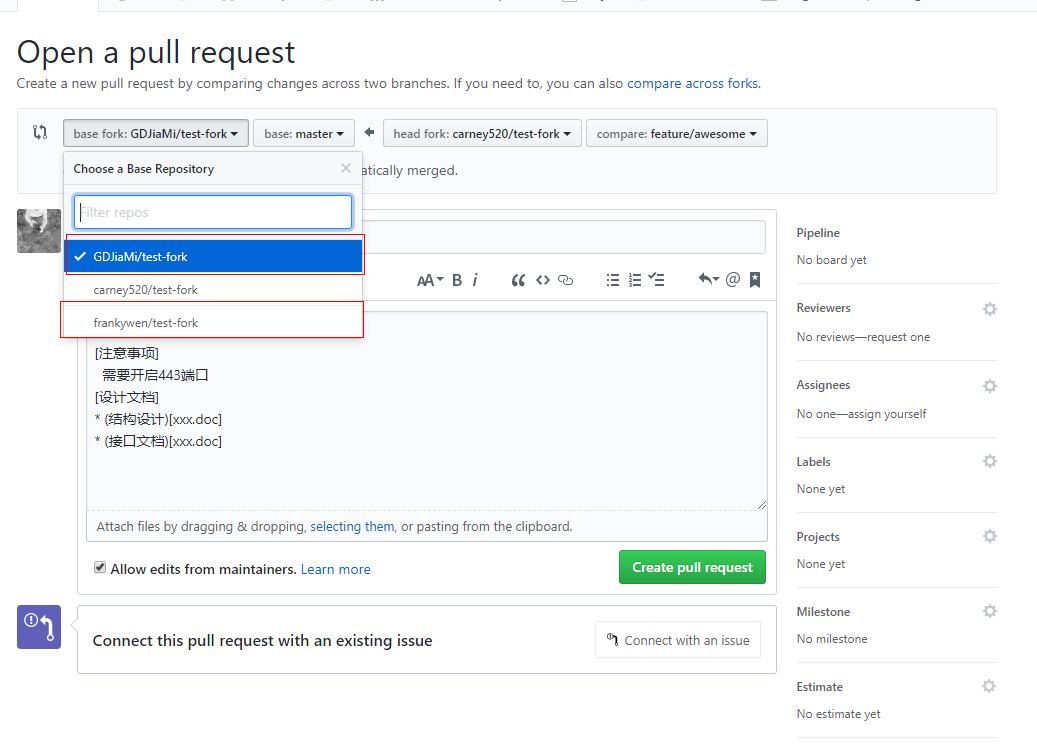 Open a pull request
Create a new pull request by comparing changes across two branches. If you need to, you can also compare across forks.
base fork: GDJiaMi/test-fork base: master head fork: carney520/test-fork compare: feature/awesome
Choose a Base Repository
atically merged.
Filter repos
GDJiaMi/test-fork
carney520/test-fork
frankywen/test-fork
AA B i
[注意事项]
需要开启443端口
[设计文档]
* (结构设计)[xxx.doc]
* (接口文档)[xxx.doc]
Attach files by dragging & dropping, selecting them, or pasting from the clipboard.
Allow edits from maintainers. Learn more
Create pull request
Connect this pull request with an existing issue
Connect with an issue
Pipeline
No board yet
Reviewers
No reviews—request one
Assignees
No one—assign yourself
Labels
None yet
Projects
None yet
Milestone
No milestone
Estimate
No estimate yet